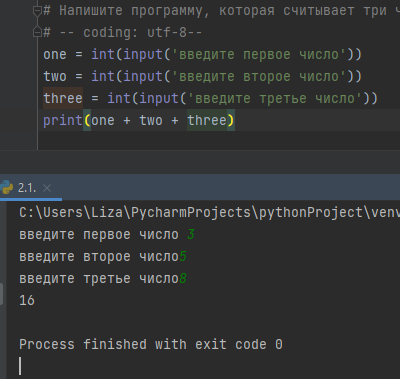 # Напишите программу, которая считывает три
# -- coding: utf-8--
one = int(input('введите первое число'))
two = int(input('введите второе число'))
three = int(input('введите третье число'))
print(one + two + three)
2.1.
C:\Users\Liza\PycharmProjects\pythonProject\venv
введите первое число 3
введите второе число5
введите третье число8
16
Process finished with exit code 0